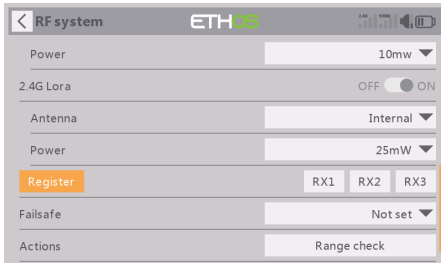 RF system ETHOS
Power 10mw
2.4G Lora OFF ON
Antenna Internal
Power 25mW
Register RX1 RX2 RX3
Failsafe Not set
Actions Range check